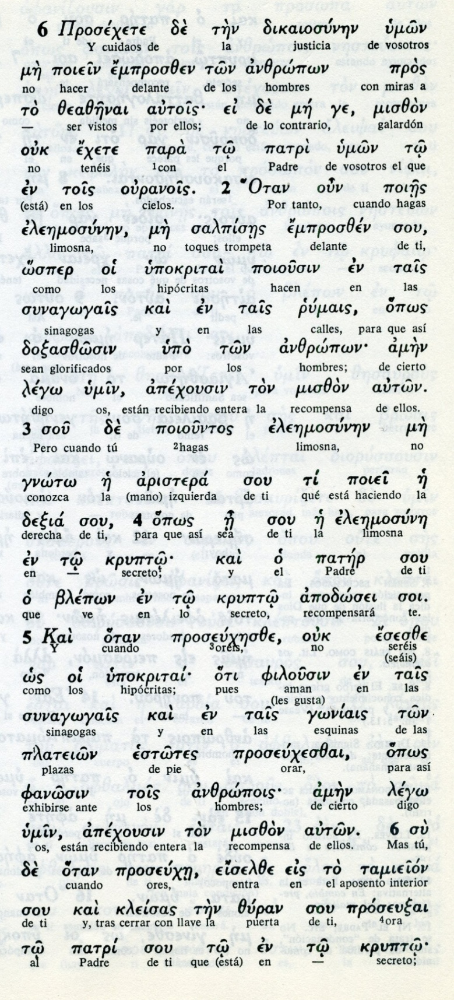 6 Προσέχετε δὲ τὴν δικαιοσύνην ὑμῶν
Y cuidaos de la justicia de vosotros
μὴ ποιεῖν ἔμπροσθεν τῶν ἀνθρώπων πρὸς
no hacer delante de los hombres con miras a
τὸ θεαθῆναι αὐτοῖς· εἰ δὲ μή γε, μισθὸν
— ser vistos por ellos; de lo contrario, galardón
οὐκ ἔχετε παρὰ τῷ πατρὶ ὑμῶν τῷ
no tenéis 1con el Padre de vosotros el que
ἐν τοῖς οὐρανοῖς. 2 Ὅταν οὖν ποιῇς
(está) en los cielos. Por tanto, cuando hagas
ἐλεημοσύνην, μὴ σαλπίσῃς ἔμπροσθέν σου,
limosna, no toques trompeta delante de ti,
ὥσπερ οἱ ὑποκριταὶ ποιοῦσιν ἐν ταῖς
como los hipócritas hacen en las
συναγωγαῖς καὶ ἐν ταῖς ῥύμαις, ὅπως
sinagogas y en las calles, para que así
δοξασθῶσιν ὑπὸ τῶν ἀνθρώπων· ἀμὴν
sean glorificados por los hombres; de cierto
λέγω ὑμῖν, ἀπέχουσιν τὸν μισθὸν αὐτῶν.
digo os, están recibiendo entera la recompensa de ellos.
3 σοῦ δὲ ποιοῦντος ἐλεημοσύνην μὴ
Pero cuando tú 2hagas limosna, no
γνώτω ἡ ἀριστερά σου τί ποιεῖ ἡ
conozca la (mano) izquierda de ti qué está haciendo la
δεξιά σου, 4 ὅπως ᾖ σου ἡ ἐλεημοσύνη
derecha de ti, para que así sea de ti la limosna
ἐν τῷ κρυπτῷ· καὶ ὁ πατήρ σου
en — secreto; y el Padre de ti
ὁ βλέπων ἐν τῷ κρυπτῷ ἀποδώσει σοι.
que ve en lo secreto, recompensará te.
5 Καὶ ὅταν προσεύχησθε, οὐκ ἔσεσθε
Y cuando 3oréis, no seréis
(seáis)
ὡς οἱ ὑποκριταί· ὅτι φιλοῦσιν ἐν ταῖς
como los hipócritas; pues aman en las
(les gusta)
συναγωγαῖς καὶ ἐν ταῖς γωνίαις τῶν
sinagogas y en las esquinas de las
πλατειῶν ἑστῶτες προσεύχεσθαι, ὅπως
plazas de pie orar, para así
φανῶσιν τοῖς ἀνθρώποις· ἀμὴν λέγω
exhibirse ante los hombres; de cierto digo
ὑμῖν, ἀπέχουσιν τὸν μισθὸν αὐτῶν. 6 σὺ
os, están recibiendo entera la recompensa de ellos. Mas tú,
δὲ ὅταν προσεύχῃ, εἴσελθε εἰς τὸ ταμιεῖόν
cuando ores, entra en el aposento interior
σου καὶ κλείσας τὴν θύραν σου πρόσευξαι
de ti y, tras cerrar con llave la puerta de ti, 4ora
τῷ πατρί σου τῷ ἐν τῷ κρυπτῷ·
al Padre de ti que (está) en — secreto;